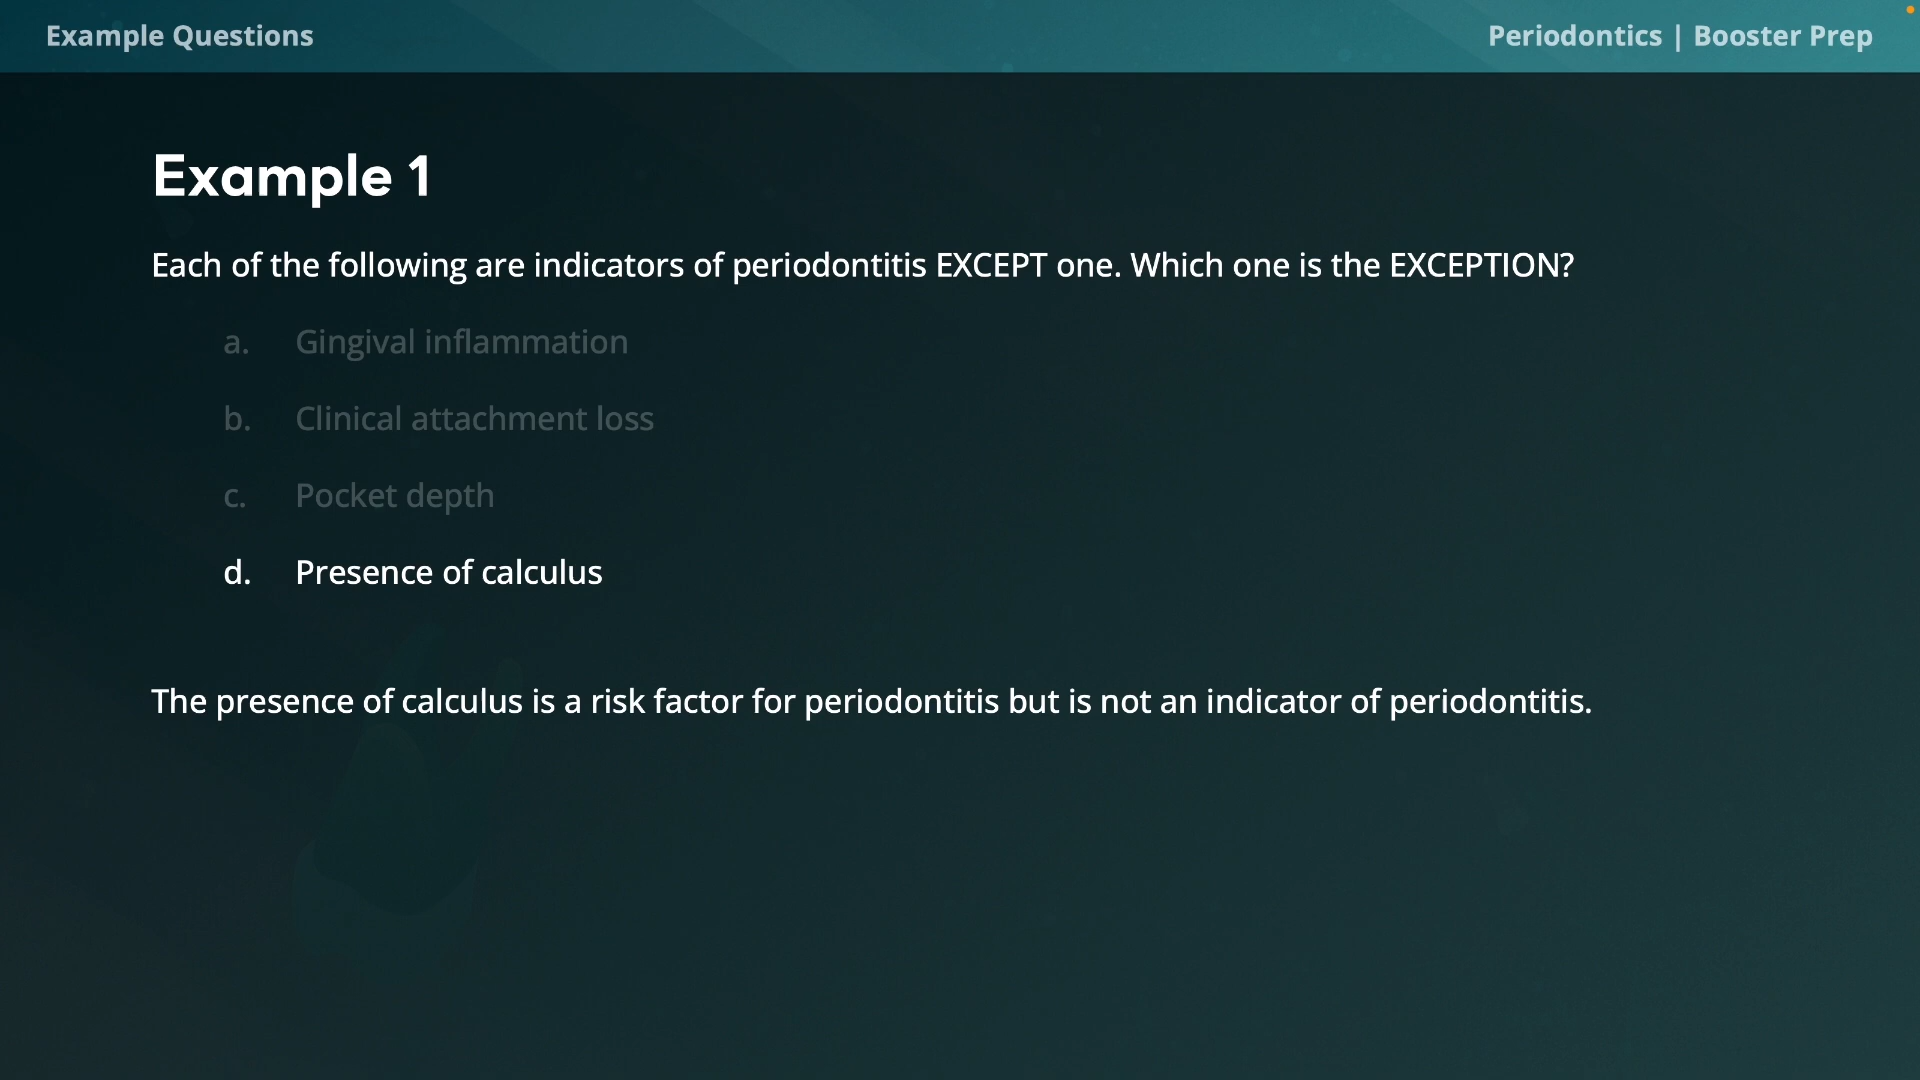 Example Questions
Periodontics | Booster Prep
Example 1
Each of the following are indicators of periodontitis EXCEPT one. Which one is the EXCEPTION?
a. Gingival inflammation
b. Clinical attachment loss
c. Pocket depth
d. Presence of calculus
The presence of calculus is a risk factor for periodontitis but is not an indicator of periodontitis.